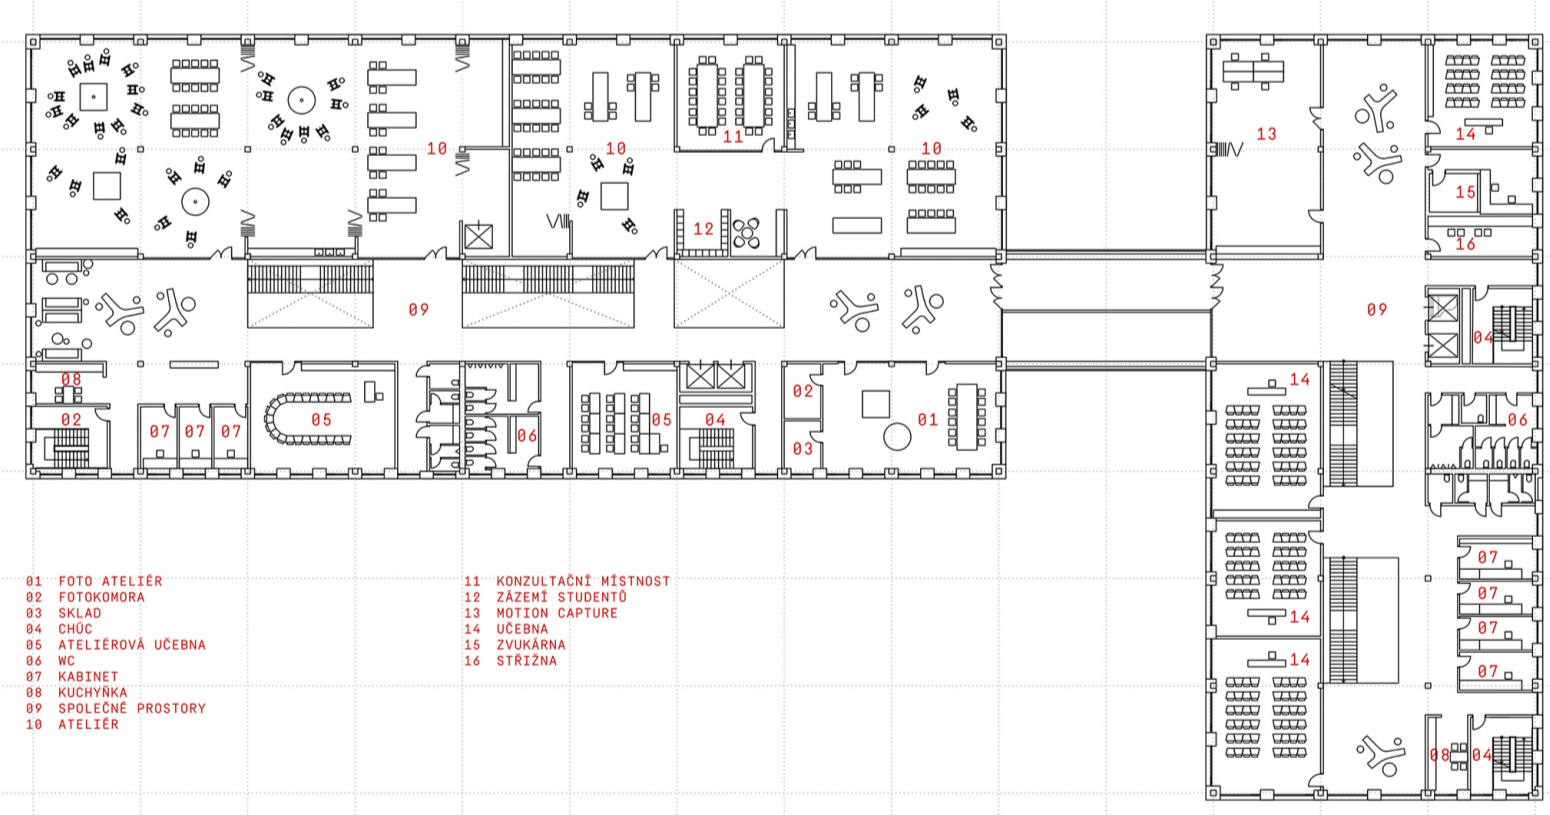 10
10
11
10
12
13
14
15
16
09
09
04
08
02
07
07
07
05
06
05
04
02
03
01
14
06
14
14
07
07
07
07
08
04
01 FOTO ATELIÉR
02 FOTOKOMORA
03 SKLAD
04 CHÚC
05 ATELIÉROVÁ UČEBNA
06 WC
07 KABINET
08 KUCHYŇKA
09 SPOLEČNÉ PROSTORY
10 ATELIÉR
11 KONZULTAČNÍ MÍSTNOST
12 ZÁZEMÍ STUDENTŮ
13 MOTION CAPTURE
14 UČEBNA
15 ZVUKÁRNA
16 STŘIŽNA